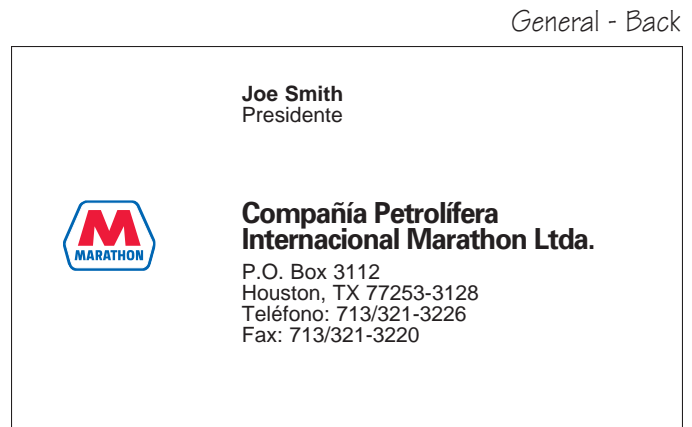 General - Back
Joe Smith
Presidente
M
MARATHON
Compañía Petrolífera
Internacional Marathon Ltda.
P.O. Box 3112
Houston, TX 77253-3128
Teléfono: 713/321-3226
Fax: 713/321-3220